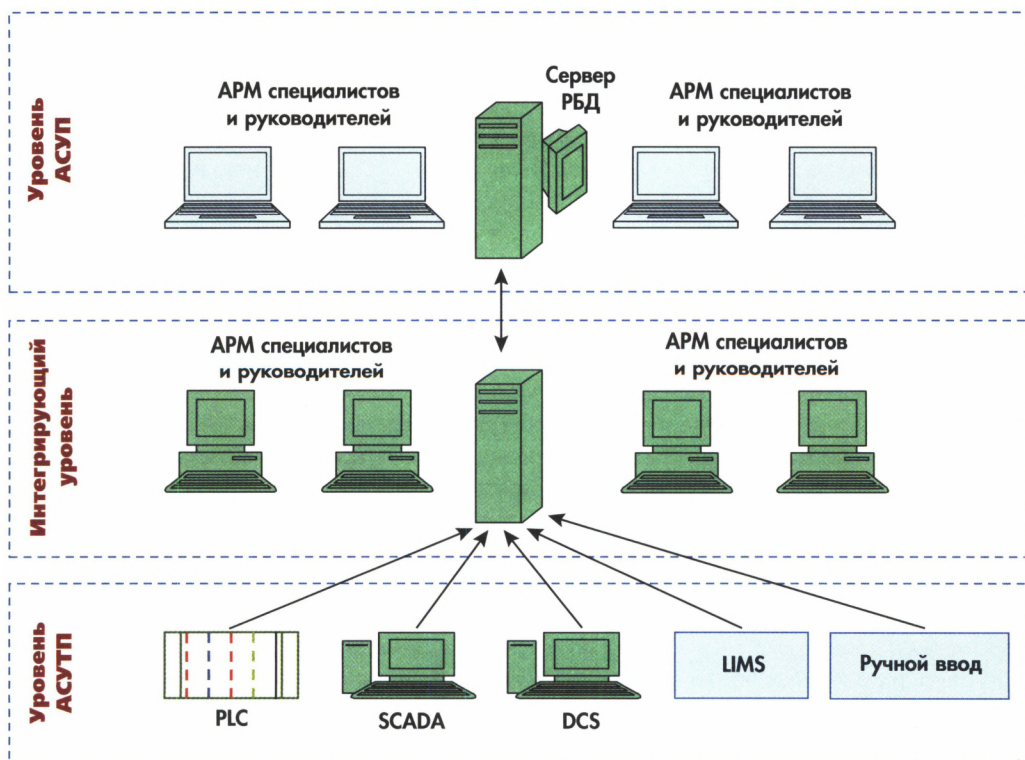 Уровень
АСУП
АРМ специалистов
и руководителей
Сервер
РБД
АРМ специалистов
и руководителей
Интегрирующий
уровень
АРМ специалистов
и руководителей
АРМ специалистов
и руководителей
Уровень
АСУТП
PLC
SCADA
DCS
LIMS
Ручной ввод